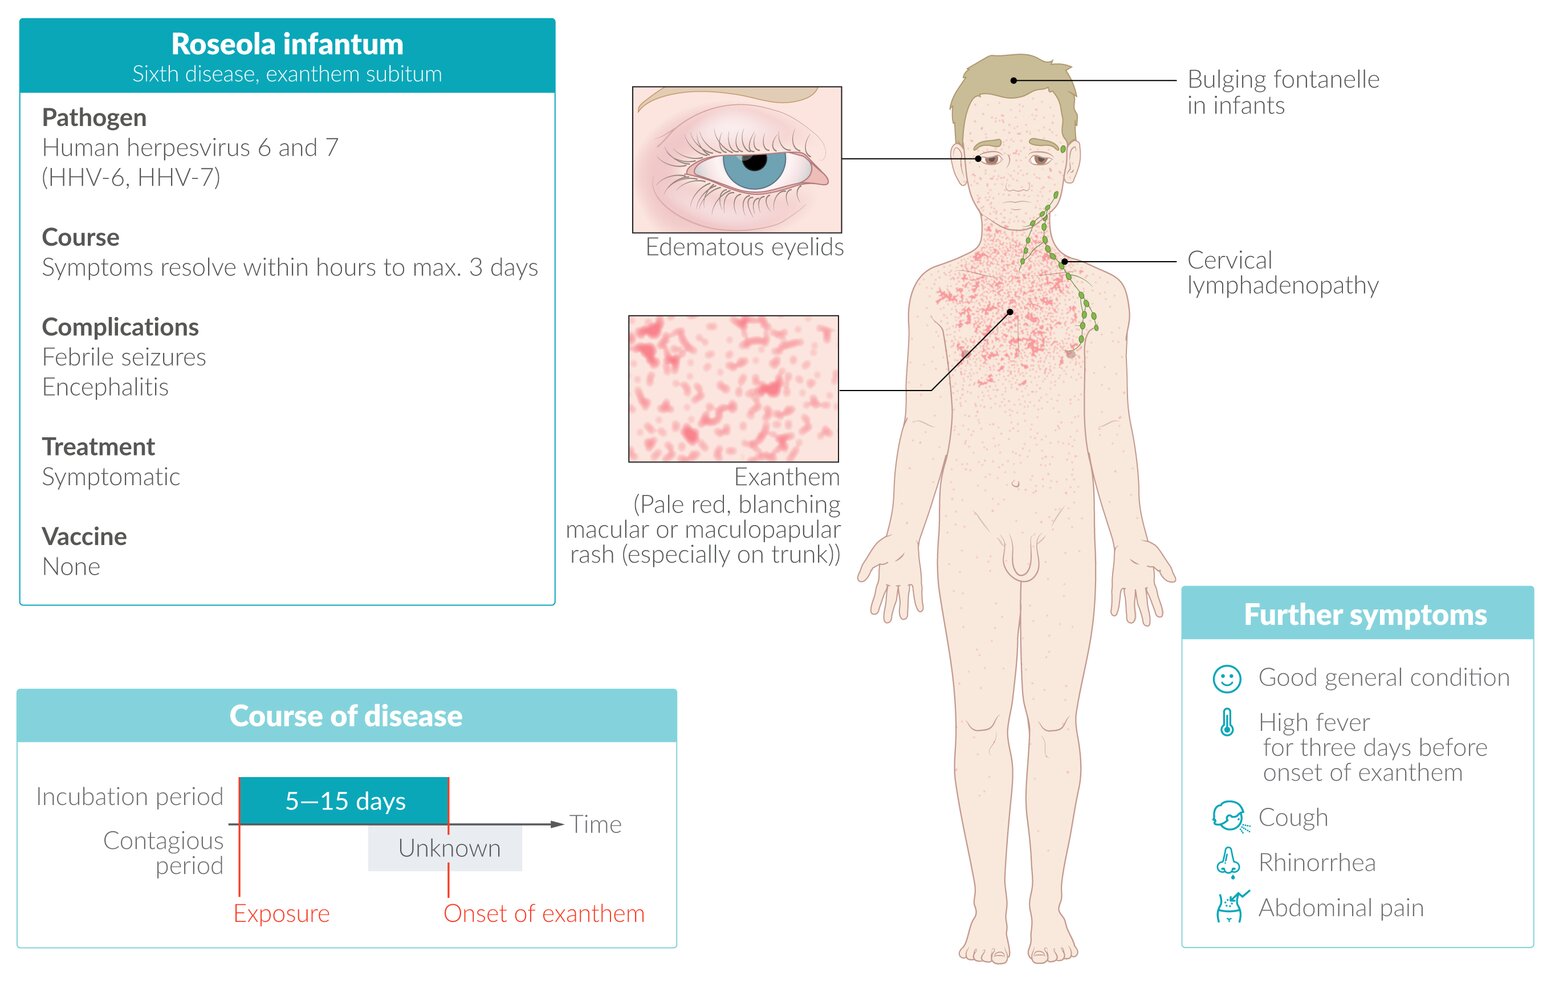 Roseola infantum
Sixth disease, exanthem subitum
Pathogen
Human herpesvirus 6 and 7
(HHV-6, HHV-7)
Course
Symptoms resolve within hours to max. 3 days
Complications
Febrile seizures
Encephalitis
Treatment
Symptomatic
Vaccine
None
Edematous eyelids
Exanthem
(Pale red, blanching
macular or maculopapular
rash (especially on trunk))
Bulging fontanelle
in infants
Cervical
lymphadenopathy
Course of disease
Incubation period
5—15 days
Time
Contagious
period
Unknown
Exposure
Onset of exanthem
Further symptoms
Good general condition
High fever
for three days before
onset of exanthem
Cough
Rhinorrhea
Abdominal pain